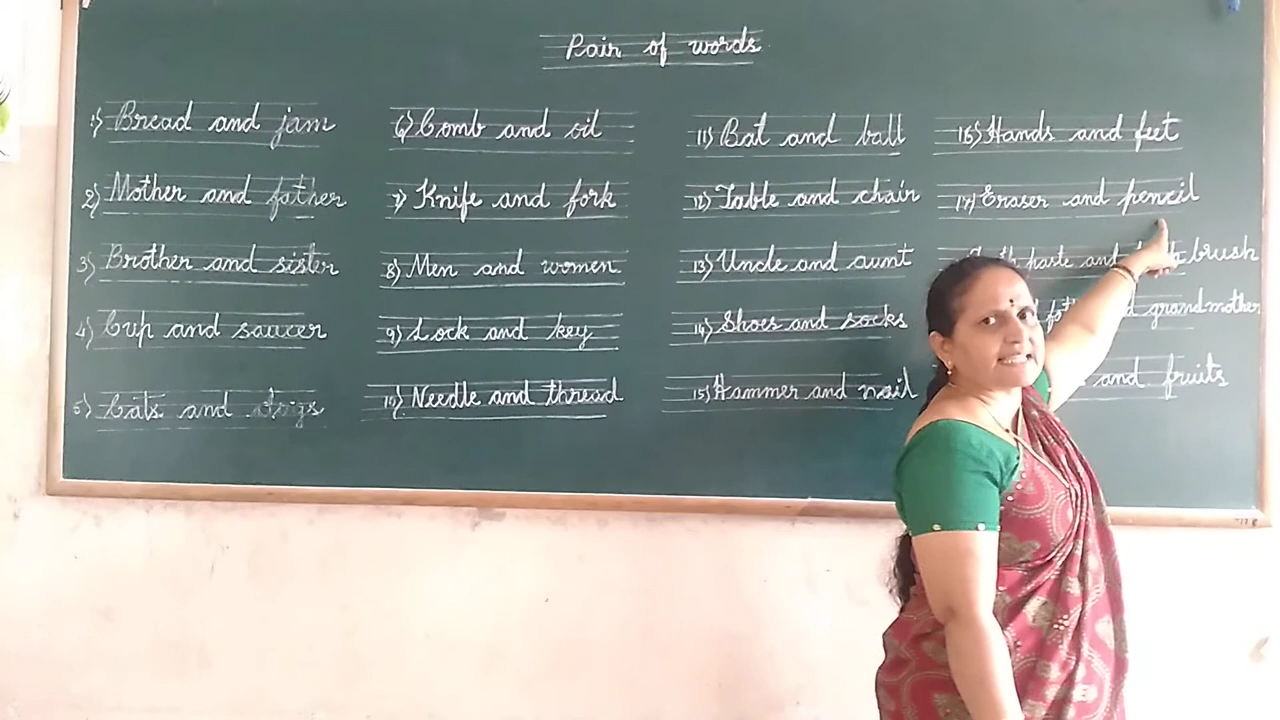 Pair of words
1) Bread and jam
2) Mother and father
3) Brother and sister
4) Cup and saucer
5) Cats and dogs
6) Comb and oil
7) Knife and fork
8) Men and women
9) Lock and key
10) Needle and thread
11) Bat and ball
12) Table and chair
13) Uncle and aunt
14) Shoes and socks
15) Hammer and nail
16) Hands and feet
17) Eraser and pencil
paste and brush
grandmother
and fruits